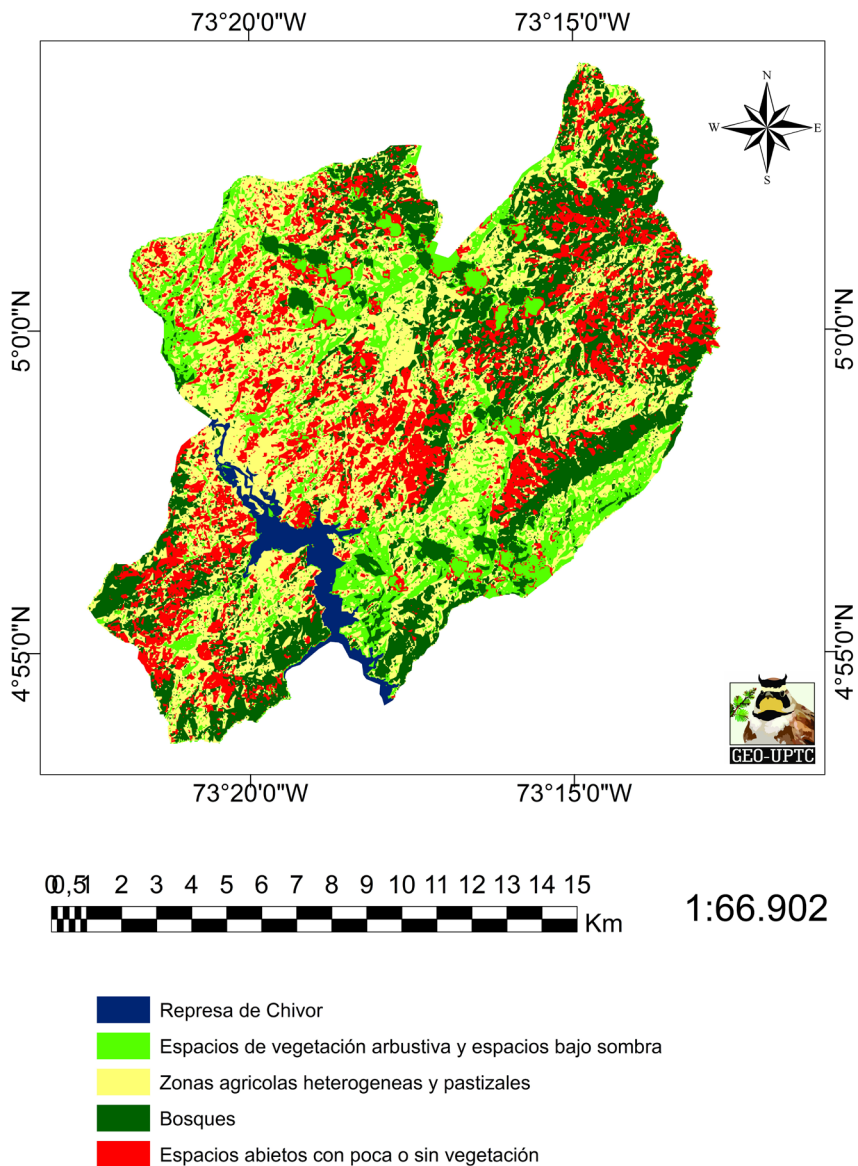 73°20'0"W 73°15'0"W
N
W E
S
5°0'0"N 5°0'0"N
4°55'0"N 4°55'0"N
GEO-UPTC
73°20'0"W 73°15'0"W
0 0,5 1 2 3 4 5 6 7 8 9 10 11 12 13 14 15
Km
1:66.902
Represa de Chivor
Espacios de vegetación arbustiva y espacios bajo sombra
Zonas agricolas heterogeneas y pastizales
Bosques
Espacios abietos con poca o sin vegetación